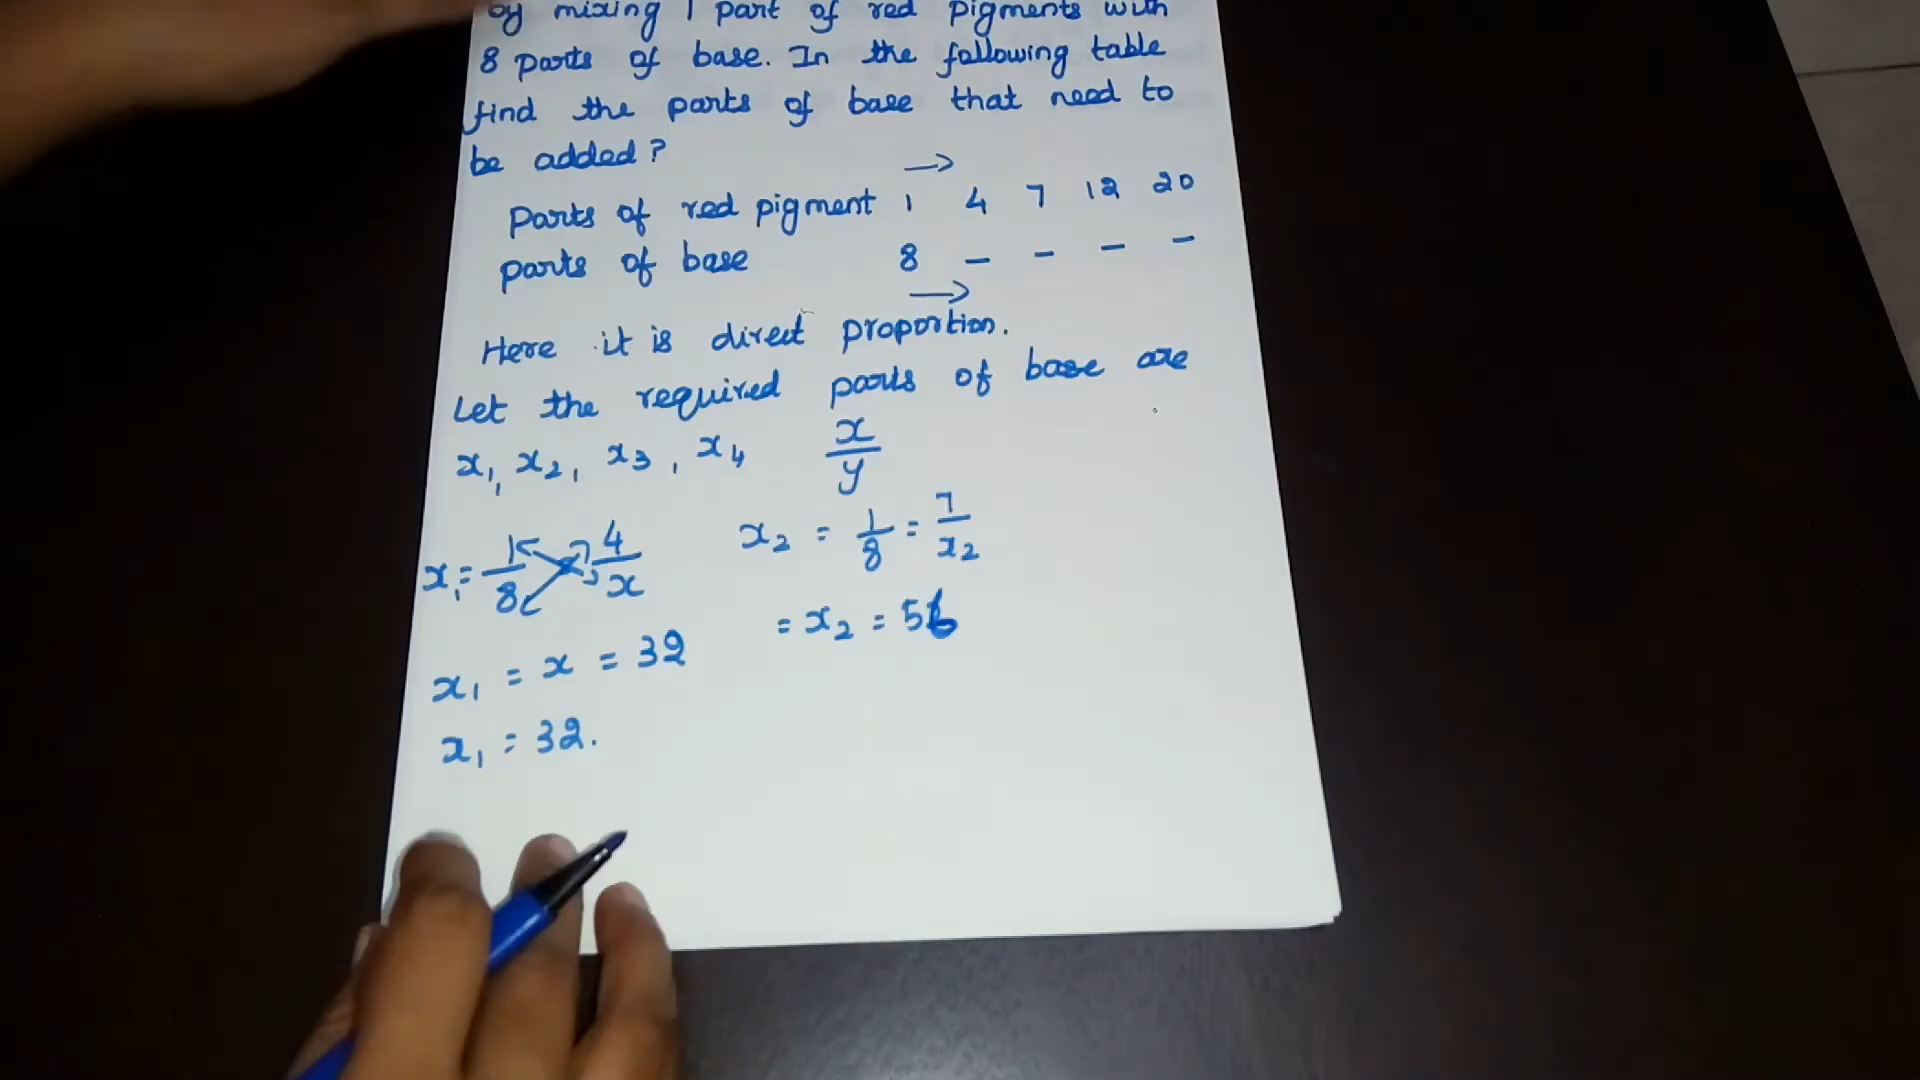 by mixing 1 part of red pigments with
8 parts of base. In the following table
find the parts of base that need to
be added?
Parts of red pigment 1 4 7 12 20
parts of base 8 – – – –
Here it is direct proportion.
Let the required parts of base are
x₁, x₂, x₃, x₄ x/y
x₁ = 1/8 4/x x₂ = 1/8 = 7/x₂
x₁ = x = 32 = x₂ = 56
x₁ = 32.